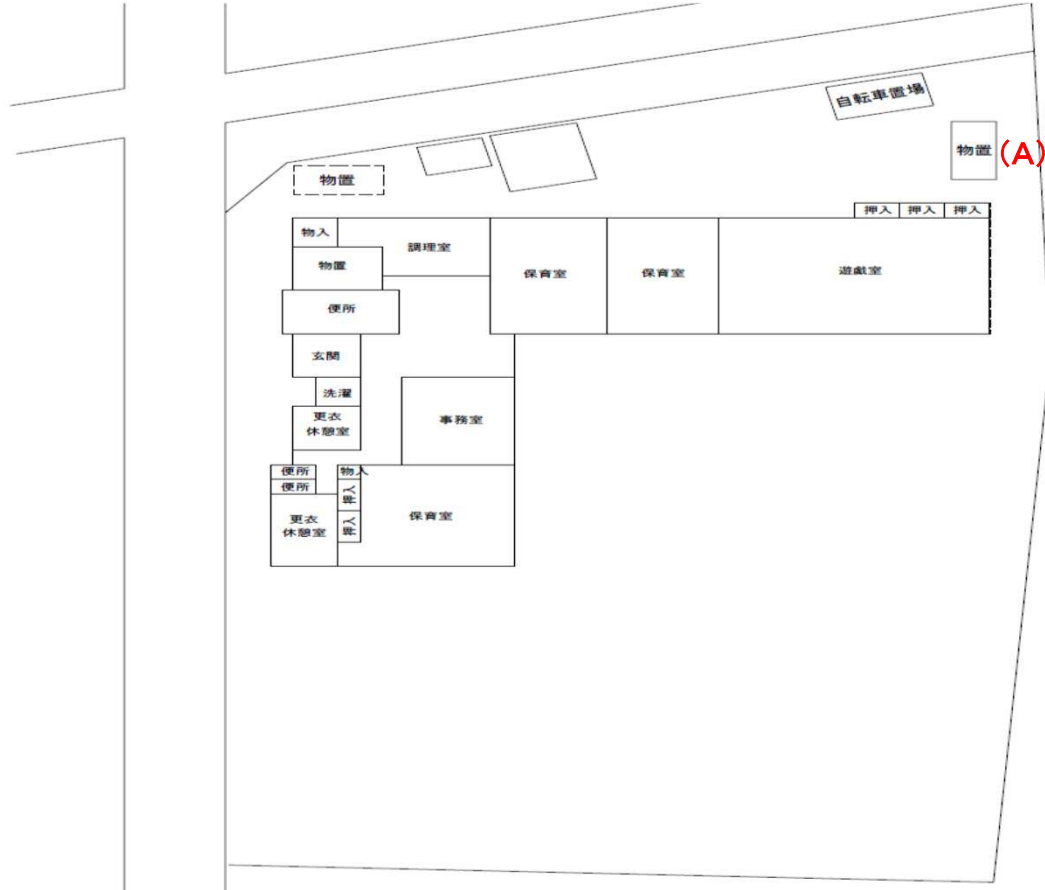 自転車置場
物置
(A)
物置
押入
押入
押入
物入
調理室
物置
保育室
保育室
遊戯室
便所
玄関
洗濯
更衣
休憩室
事務室
便所
物入
便所
押入
押入
保育室
更衣
休憩室